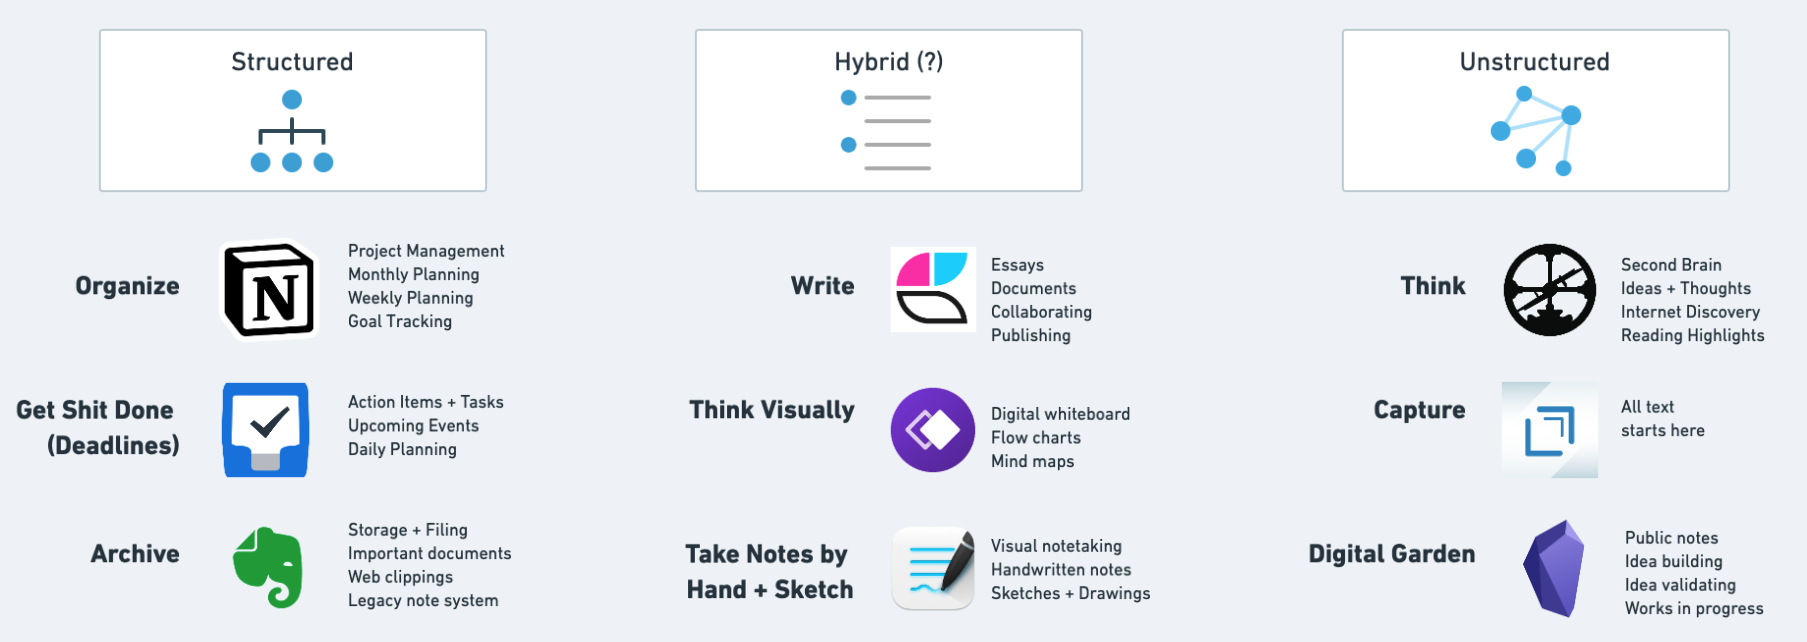 Structured
Organize
N
Project Management
Monthly Planning
Weekly Planning
Goal Tracking
Get Shit Done
(Deadlines)
Action Items + Tasks
Upcoming Events
Daily Planning
Archive
Storage + Filing
Important documents
Web clippings
Legacy note system
Hybrid (?)
Write
Essays
Documents
Collaborating
Publishing
Think Visually
Digital whiteboard
Flow charts
Mind maps
Take Notes by
Hand + Sketch
Visual notetaking
Handwritten notes
Sketches + Drawings
Unstructured
Think
Second Brain
Ideas + Thoughts
Internet Discovery
Reading Highlights
Capture
All text
starts here
Digital Garden
Public notes
Idea building
Idea validating
Works in progress